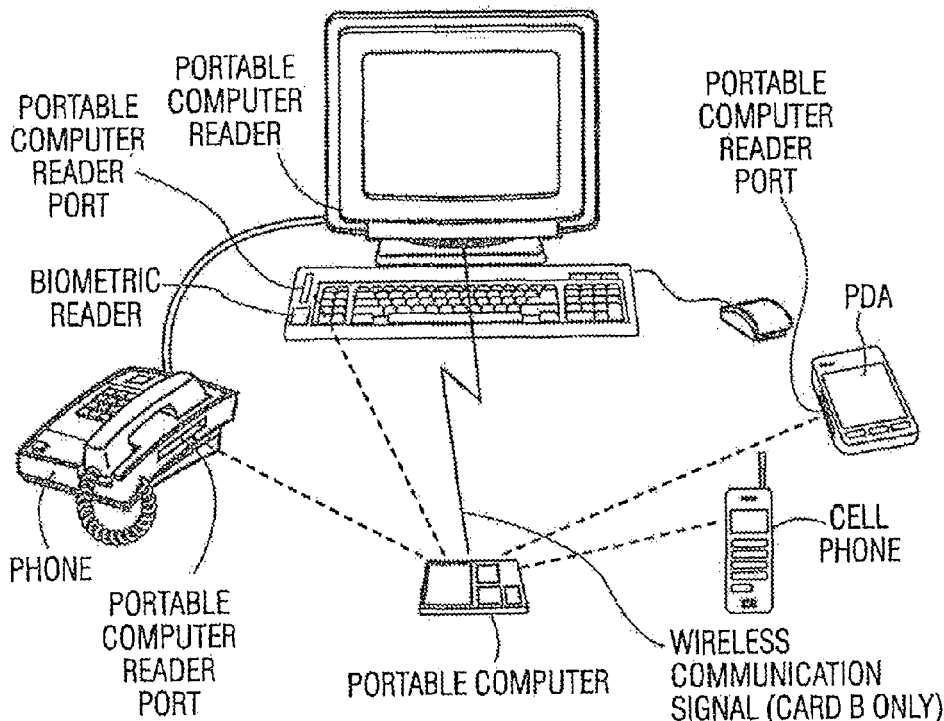 PORTABLE
COMPUTER
READER
PORTABLE
COMPUTER
READER
PORT
PORTABLE
COMPUTER
READER
PORT
BIOMETRIC
READER
PDA
PHONE
CELL
PHONE
PORTABLE
COMPUTER
READER
PORT
PORTABLE COMPUTER
WIRELESS
COMMUNICATION
SIGNAL (CARD B ONLY)